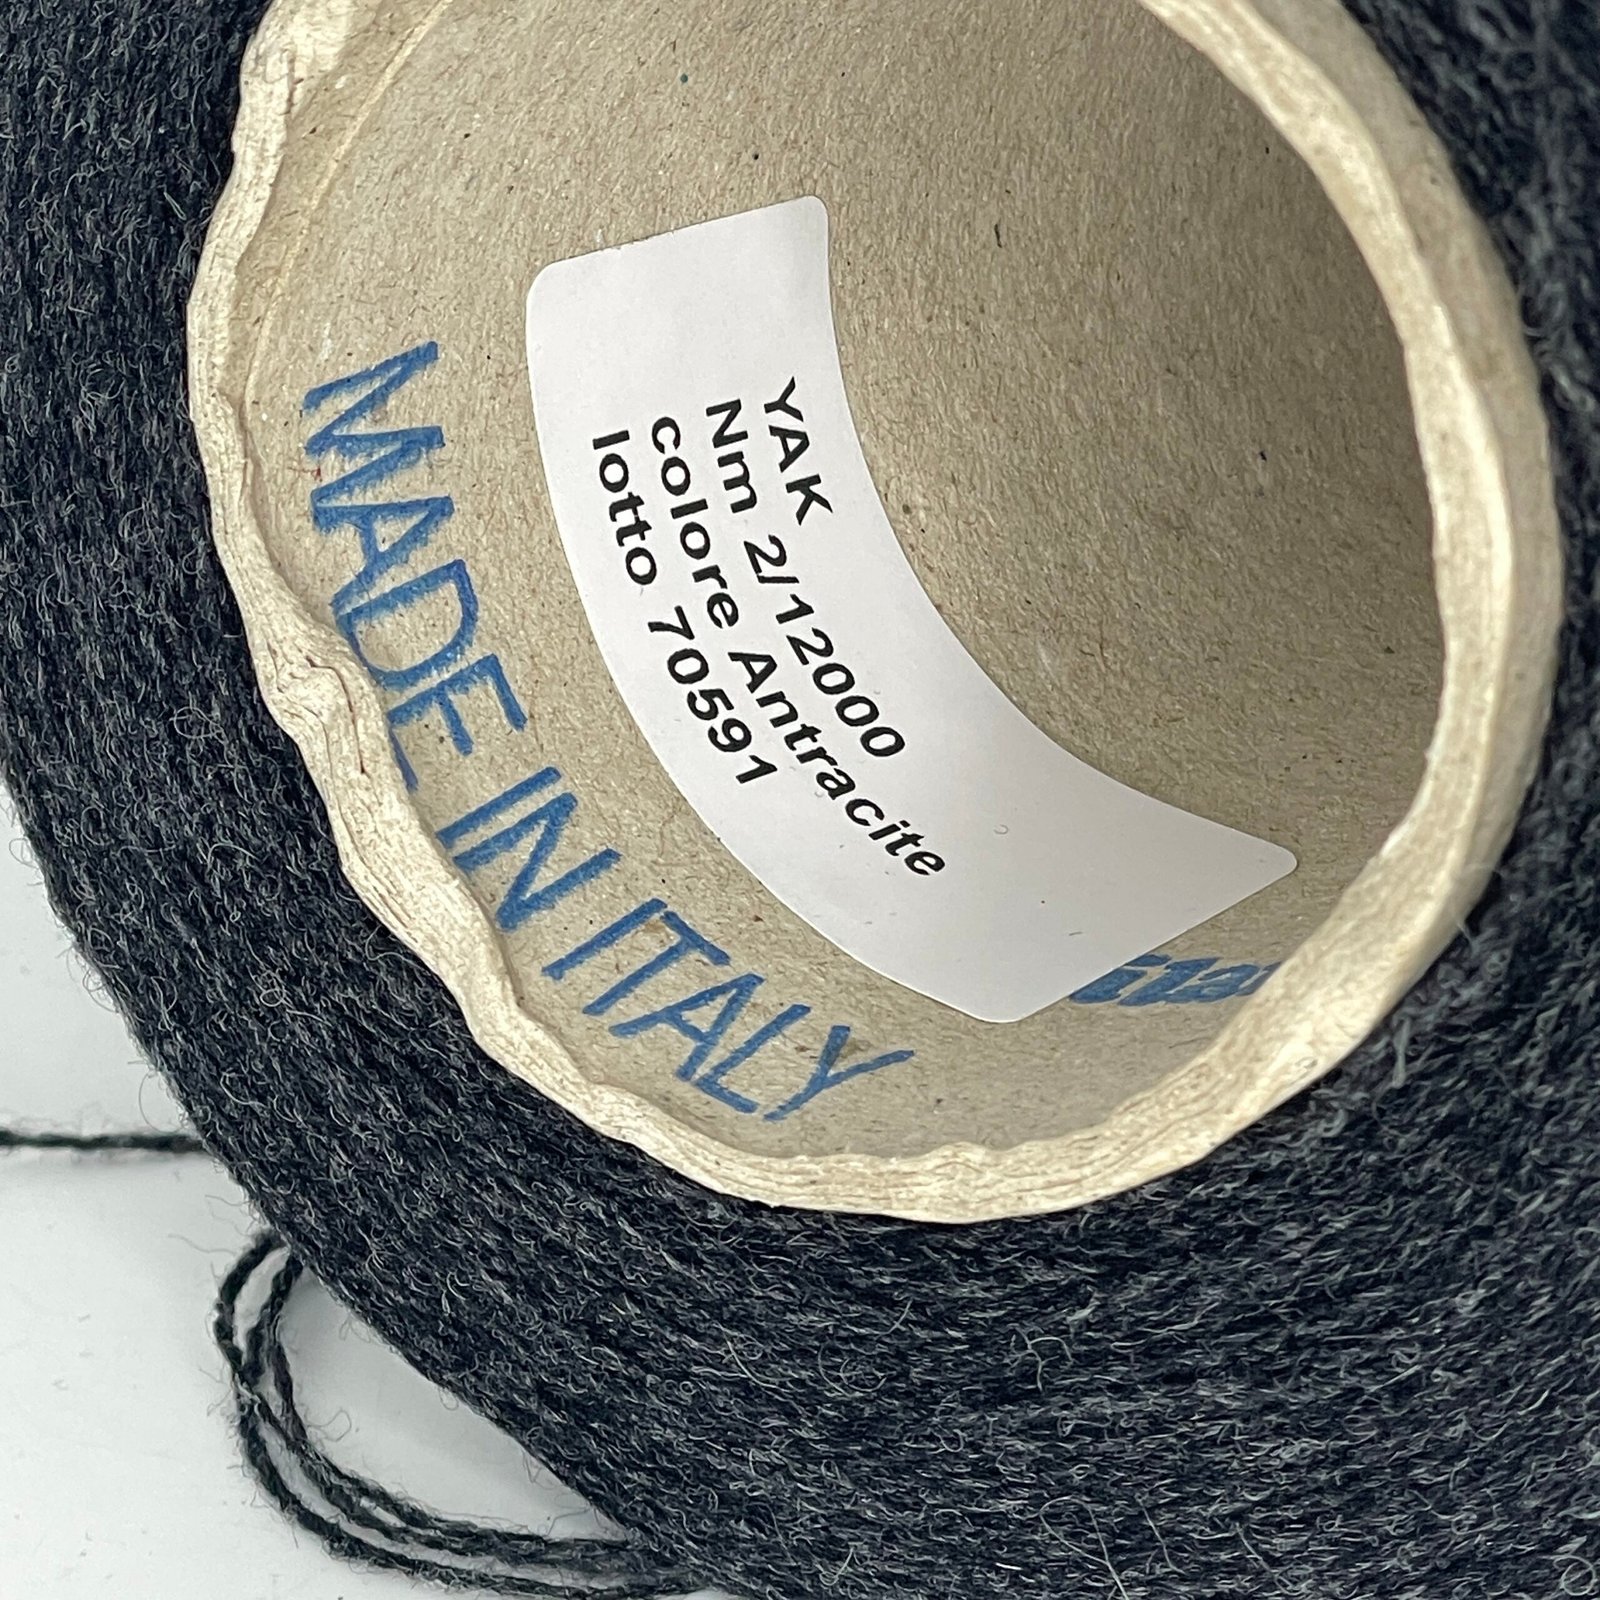 YAK
Nm 2/12000
colore Antracite
lotto 70591
MADE IN ITALY